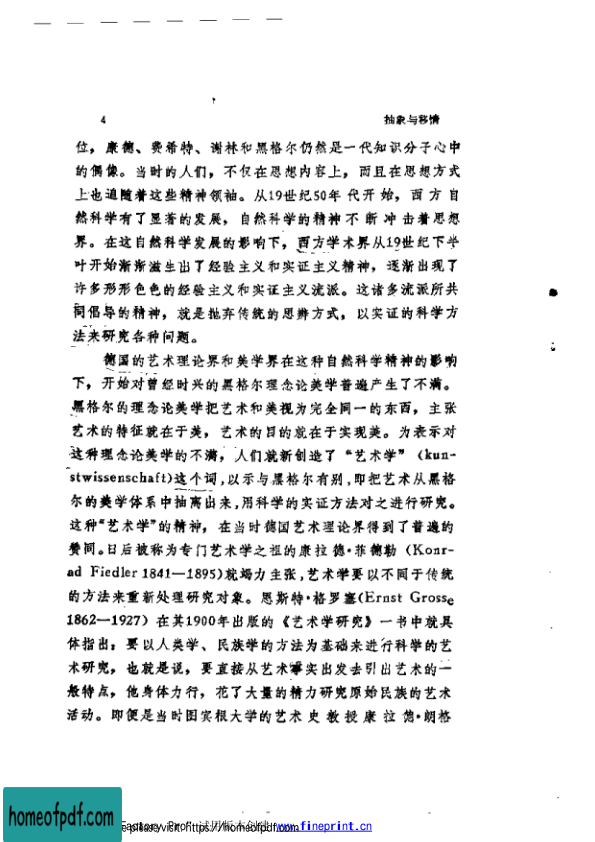 4 抽象与移情
位，康德、费希特、谢林和黑格尔仍然是一代知识分子心中
的偶像。当时的人们，不仅在思想内容上，而且在思想方式
上也追随着这些精神领袖。从19世纪50年代开始，西方自
然科学有了显著的发展，自然科学的精神不断冲击着思想
界。在这自然科学发展的影响下，西方学术界从19世纪下半
叶开始渐渐滋生出了经验主义和实证主义精神，逐渐出现了
许多形形色色的经验主义和实证主义流派。这诸多流派所共
同倡导的精神，就是抛弃传统的思辨方式，以实证的科学方
法来研究各种问题。
德国的艺术理论界和美学界在这种自然科学精神的影响
下，开始对曾经时兴的黑格尔理念论美学普遍产生了不满。
黑格尔的理念论美学把艺术和美视为完全同一的东西，主张
艺术的特征就在于美，艺术的目的就在于实现美。为表示对
这种理念论美学的不满，人们就新创造了“艺术学”（kun-
stwissenschaft)这个词，以示与黑格尔有别，即把艺术从黑格
尔的美学体系中抽离出来，用科学的实证方法对之进行研究。
这种“艺术学”的精神，在当时德国艺术理论界得到了普遍的
赞同。日后被称为专门艺术学之祖的康拉德·菲德勒（Konr-
ad Fiedler 1841—1895)就竭力主张，艺术学要以不同于传统
的方法来重新处理研究对象。恩斯特·格罗塞(Ernst Grosse
1862—1927）在其1900年出版的《艺术学研究》一书中就具
体指出：要以人类学、民族学的方法为基础来进行科学的艺
术研究，也就是说，要直接从艺术事实出发去引出艺术的一
般特点，他身体力行，花了大量的精力研究原始民族的艺术
活动。即便是当时图宾根大学的艺术史教授康拉德·朗格
homeofpdf.com
Factory Pro" 试用版本创建 www.fineprint.cn
please visit: https://homeofpdf.com